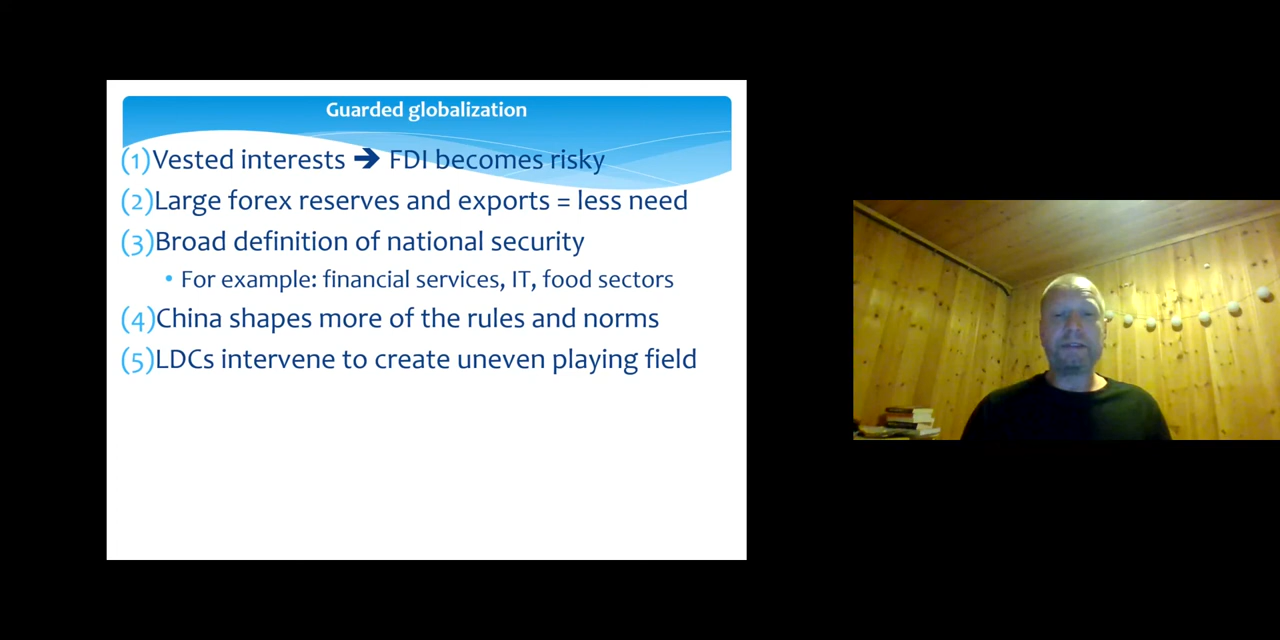 Guarded globalization
(1)Vested interests ➔ FDI becomes risky
(2)Large forex reserves and exports = less need
(3)Broad definition of national security
• For example: financial services, IT, food sectors
(4)China shapes more of the rules and norms
(5)LDCs intervene to create uneven playing field